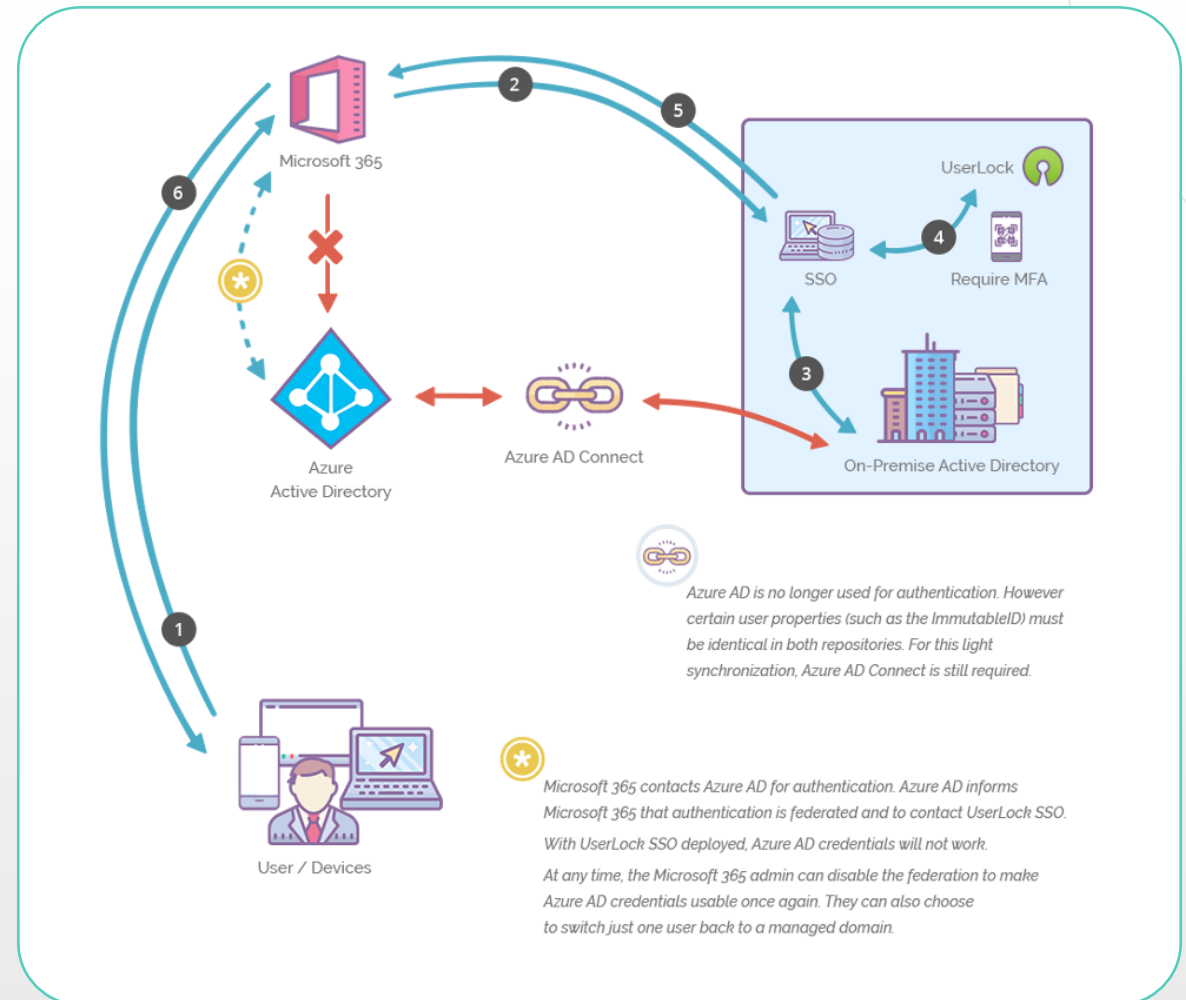 2
5
Microsoft 365
UserLock
6
4
SSO
Require MFA
*
3
Azure
Active Directory
Azure AD Connect
On-Premise Active Directory
Azure AD is no longer used for authentication. However
certain user properties (such as the ImmutableID) must
be identical in both repositories. For this light
synchronization, Azure AD Connect is still required.
1
User / Devices
*
Microsoft 365 contacts Azure AD for authentication. Azure AD informs
Microsoft 365 that authentication is federated and to contact UserLock SSO.
With UserLock SSO deployed, Azure AD credentials will not work.
At any time, the Microsoft 365 admin can disable the federation to make
Azure AD credentials usable once again. They can also choose
to switch just one user back to a managed domain.